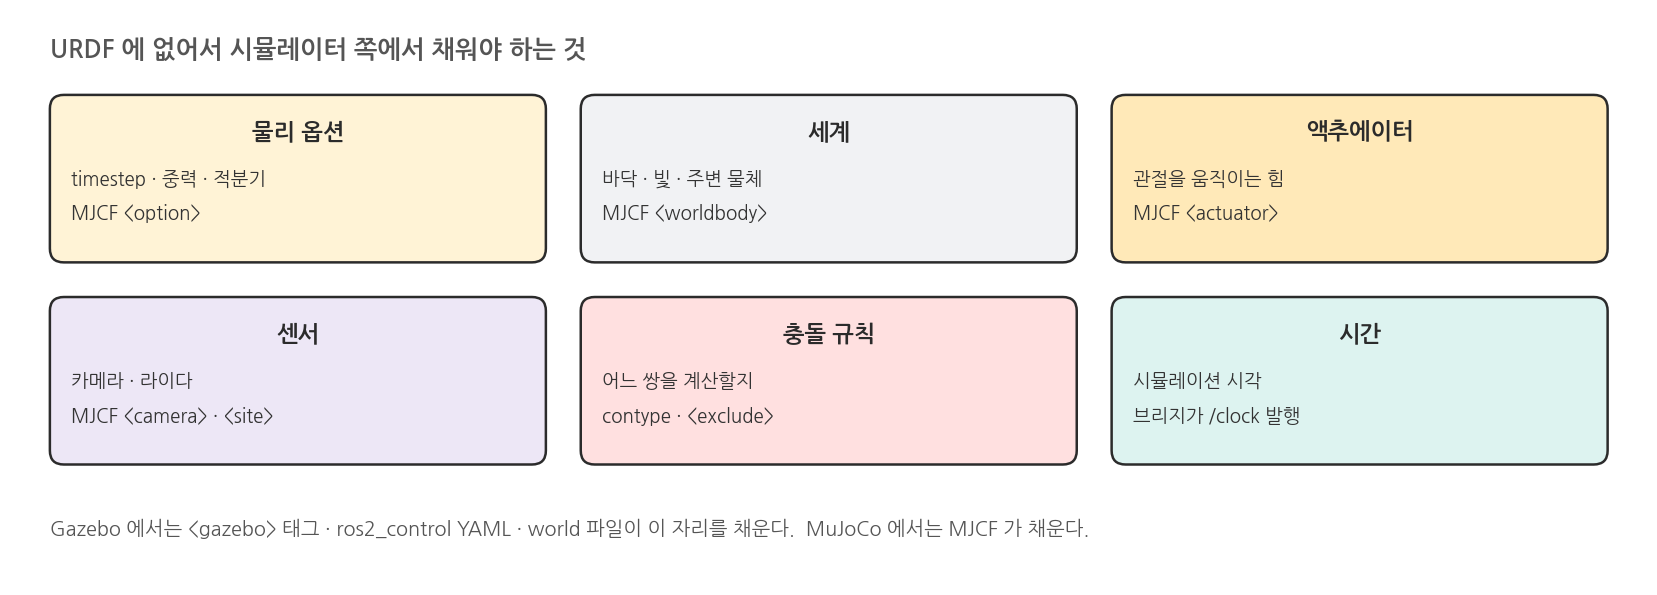 URDF 에 없어서 시뮬레이터 쪽에서 채워야 하는 것
물리 옵션
timestep · 중력 · 적분기
MJCF <option>
세계
바닥 · 빛 · 주변 물체
MJCF <worldbody>
액추에이터
관절을 움직이는 힘
MJCF <actuator>
센서
카메라 · 라이다
MJCF <camera> · <site>
충돌 규칙
어느 쌍을 계산할지
contype · <exclude>
시간
시뮬레이션 시각
브리지가 /clock 발행
Gazebo 에서는 <gazebo> 태그 · ros2_control YAML · world 파일이 이 자리를 채운다.  MuJoCo 에서는 MJCF 가 채운다.